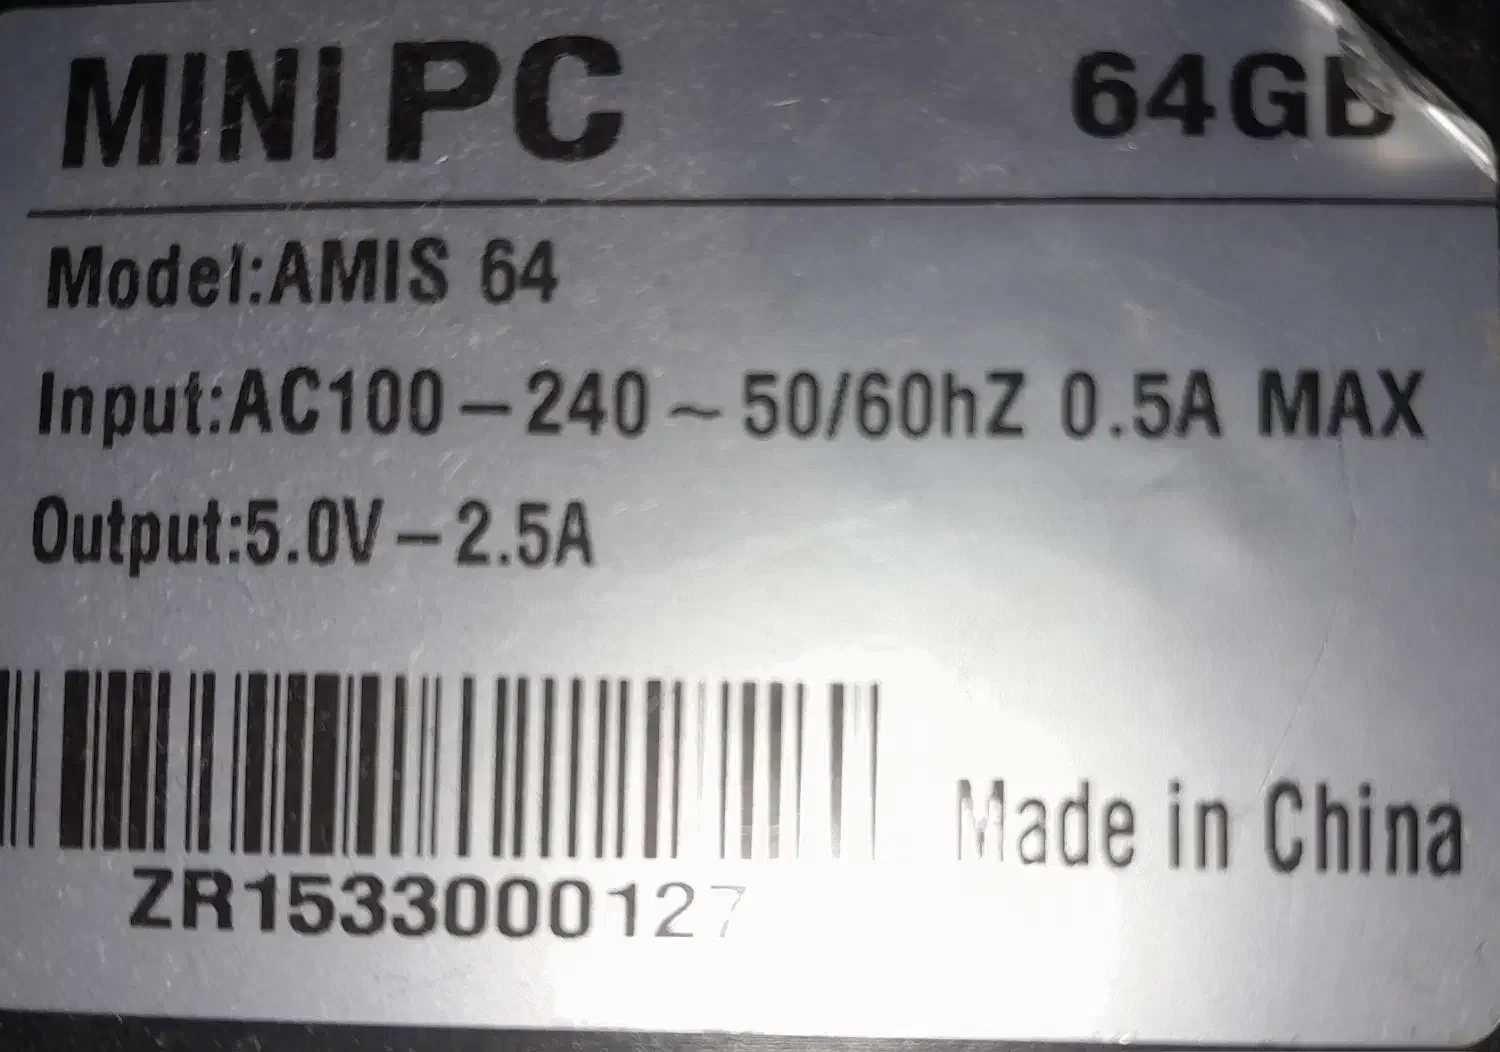 MINI PC 64GB
Model:AMIS 64
Input:AC100-240~50/60hZ 0.5A MAX
Output:5.0V-2.5A
ZR1533000127
Made in China